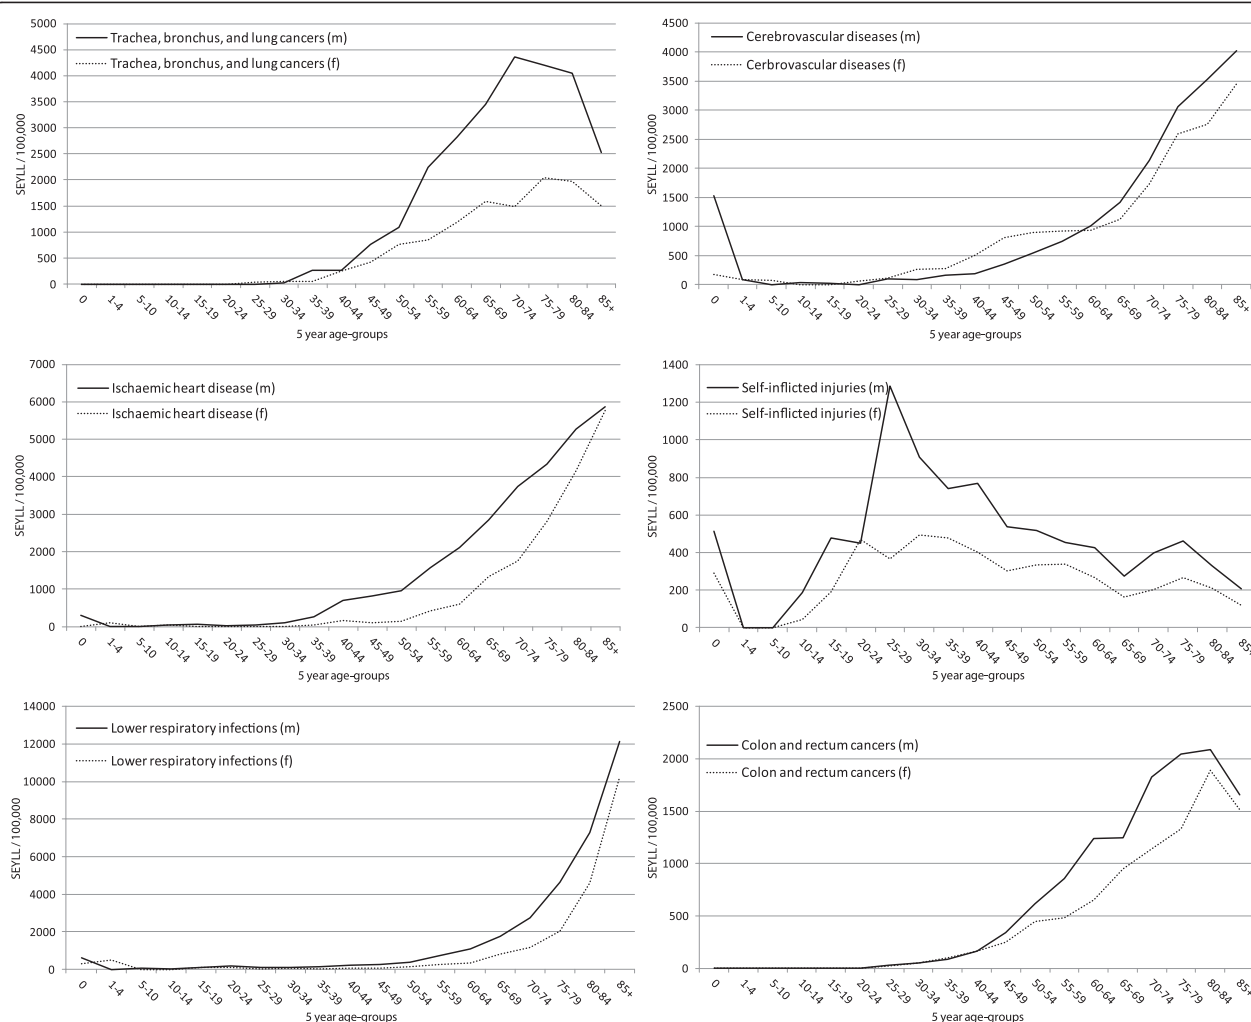 5000
4500
4000
3500
3000
2500
2000
1500
1000
500
0
SEYLL / 100,000
Trachea, bronchus, and lung cancers (m)
Trachea, bronchus, and lung cancers (f)
0 1-4 5-10 10-14 15-19 20-24 25-29 30-34 35-39 40-44 45-49 50-54 55-59 60-64 65-69 70-74 75-79 80-84 85+
5 year age-groups
4500
4000
3500
3000
2500
2000
1500
1000
500
0
SEYLL / 100,000
Cerebrovascular diseases (m)
Cerbrovascular diseases (f)
0 1-4 5-10 10-14 15-19 20-24 25-29 30-34 35-39 40-44 45-49 50-54 55-59 60-64 65-69 70-74 75-79 80-84 85+
5 year age-groups
7000
6000
5000
4000
3000
2000
1000
0
SEYLL / 100,000
Ischaemic heart disease (m)
Ischaemic heart disease (f)
0 1-4 5-10 10-14 15-19 20-24 25-29 30-34 35-39 40-44 45-49 50-54 55-59 60-64 65-69 70-74 75-79 80-84 85+
5 year age-groups
1400
1200
1000
800
600
400
200
0
SEYLL / 100,000
Self-inflicted injuries (m)
Self-inflicted injuries (f)
0 1-4 5-10 10-14 15-19 20-24 25-29 30-34 35-39 40-44 45-49 50-54 55-59 60-64 65-69 70-74 75-79 80-84 85+
5 year age-groups
14000
12000
10000
8000
6000
4000
2000
0
SEYLL / 100,000
Lower respiratory infections (m)
Lower respiratory infections (f)
0 1-4 5-10 10-14 15-19 20-24 25-29 30-34 35-39 40-44 45-49 50-54 55-59 60-64 65-69 70-74 75-79 80-84 85+
5 year age-groups
2500
2000
1500
1000
500
0
SEYLL / 100,000
Colon and rectum cancers (m)
Colon and rectum cancers (f)
0 1-4 5-10 10-14 15-19 20-24 25-29 30-34 35-39 40-44 45-49 50-54 55-59 60-64 65-69 70-74 75-79 80-84 85+
5 year age-groups